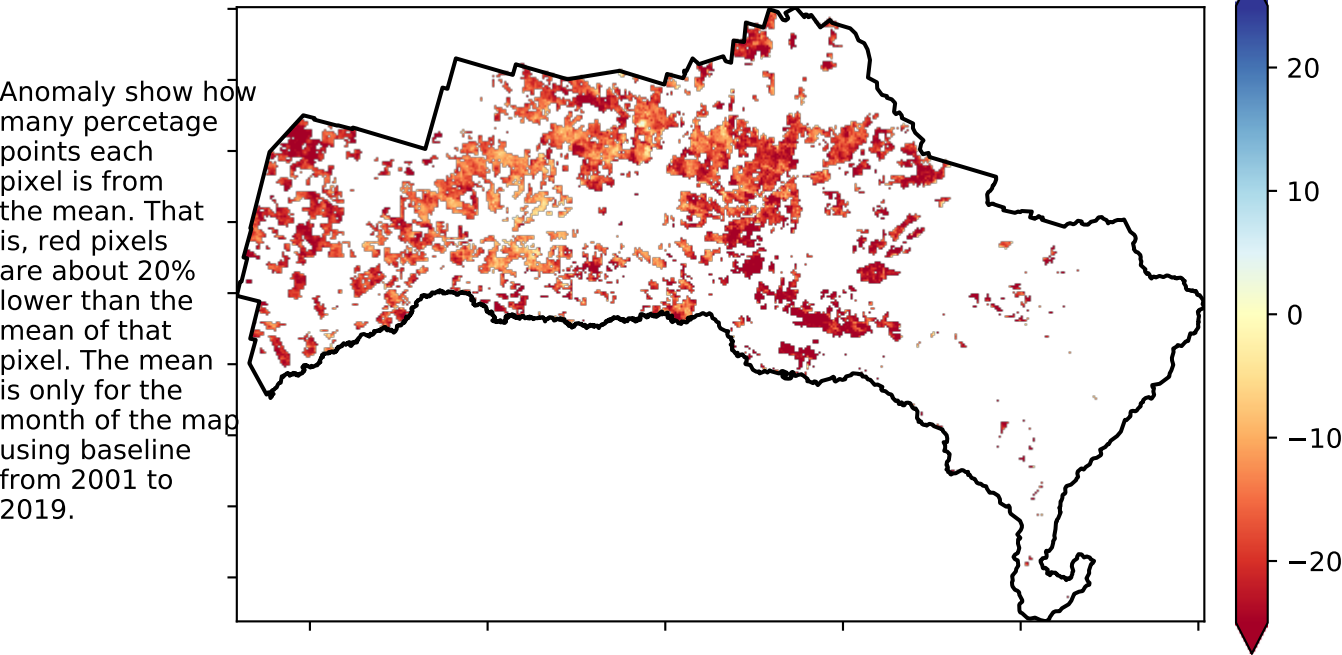 Anomaly show how
many percetage
points each
pixel is from
the mean. That
is, red pixels
are about 20%
lower than the
mean of that
pixel. The mean
is only for the
month of the map
using baseline
from 2001 to
2019.
20
10
0
−10
−20